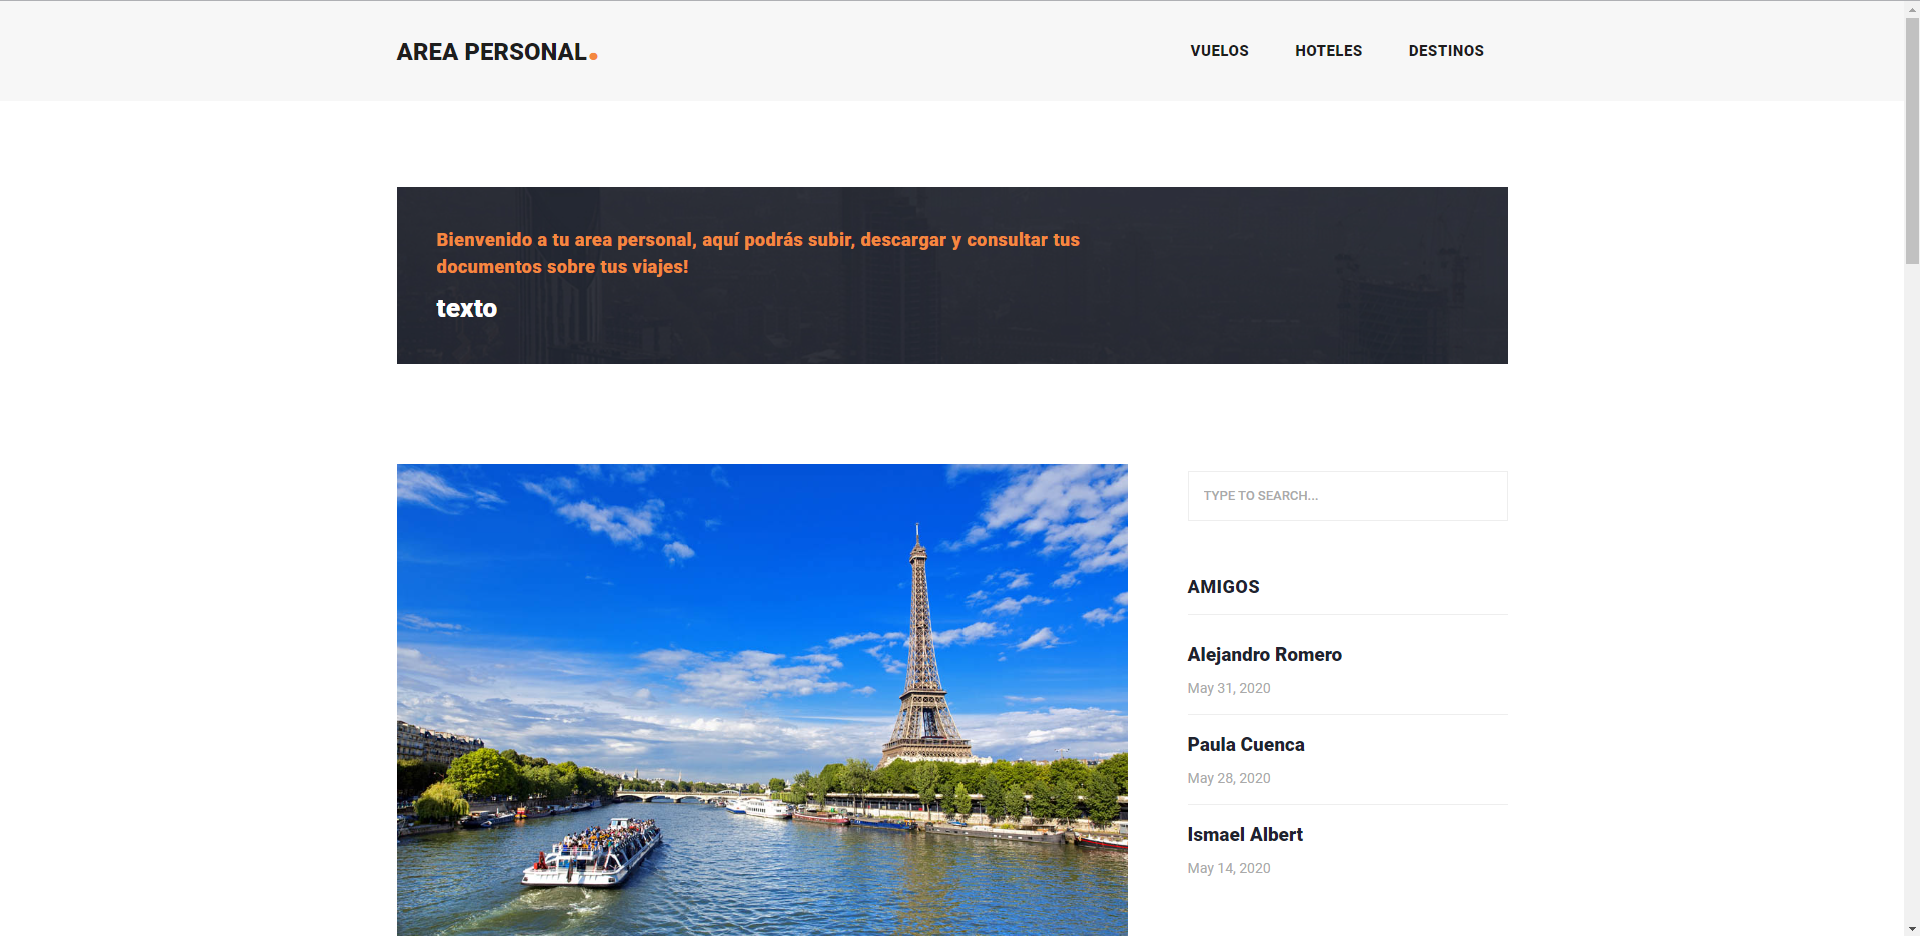 AREA PERSONAL.
VUELOS HOTELES DESTINOS
Bienvenido a tu area personal, aquí podrás subir, descargar y consultar tus
documentos sobre tus viajes!
texto
TYPE TO SEARCH...
AMIGOS
Alejandro Romero
May 31, 2020
Paula Cuenca
May 28, 2020
Ismael Albert
May 14, 2020